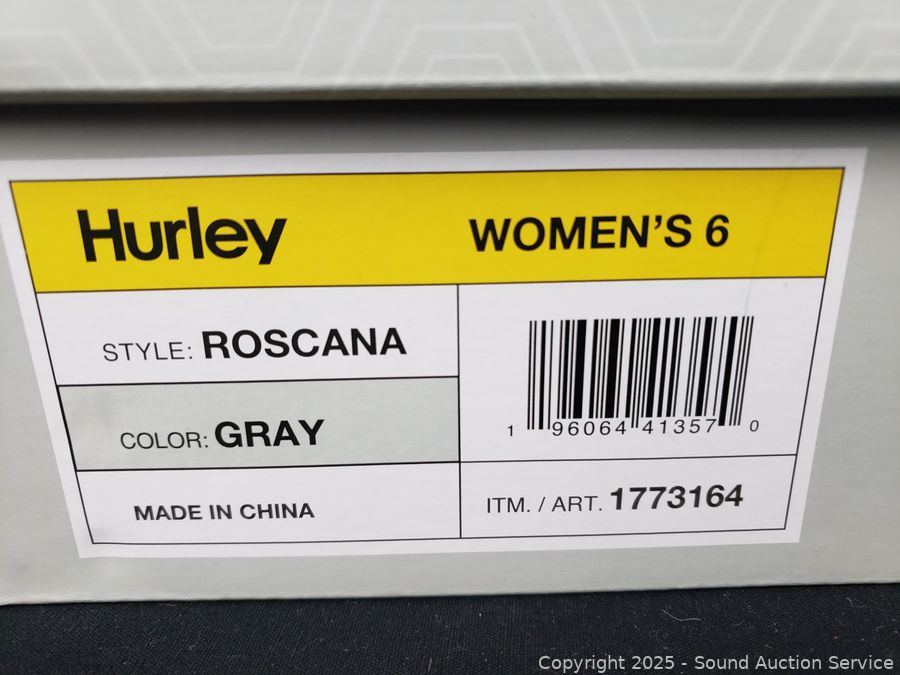 Hurley
WOMEN'S 6
STYLE: ROSCANA
COLOR: GRAY
MADE IN CHINA
1 96064 41357 0
ITM. / ART. 1773164
Copyright 2025 - Sound Auction Service